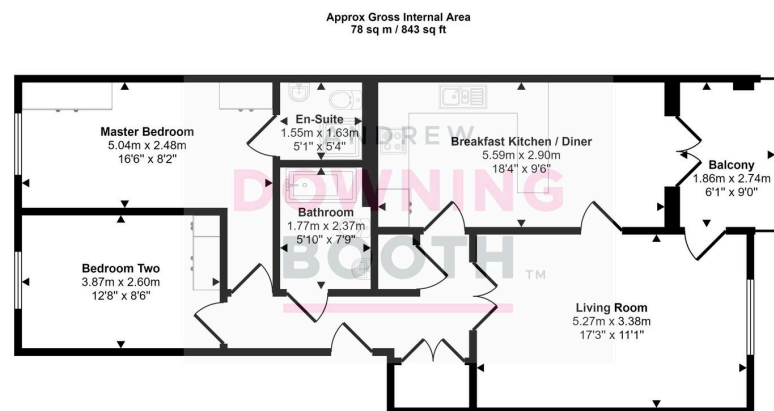 Approx Gross Internal Area
78 sq m / 843 sq ft
Master Bedroom
5.04m x 2.48m
16'6" x 8'2"
En-Suite
1.55m x 1.63m
5'1" x 5'4"
Breakfast Kitchen / Diner
5.59m x 2.90m
18'4" x 9'6"
Balcony
1.86m x 2.74m
6'1" x 9'0"
ANDREW
DOWNING
BOOTH ™
Bathroom
1.77m x 2.37m
5'10" x 7'9"
Bedroom Two
3.87m x 2.60m
12'8" x 8'6"
Living Room
5.27m x 3.38m
17'3" x 11'1"